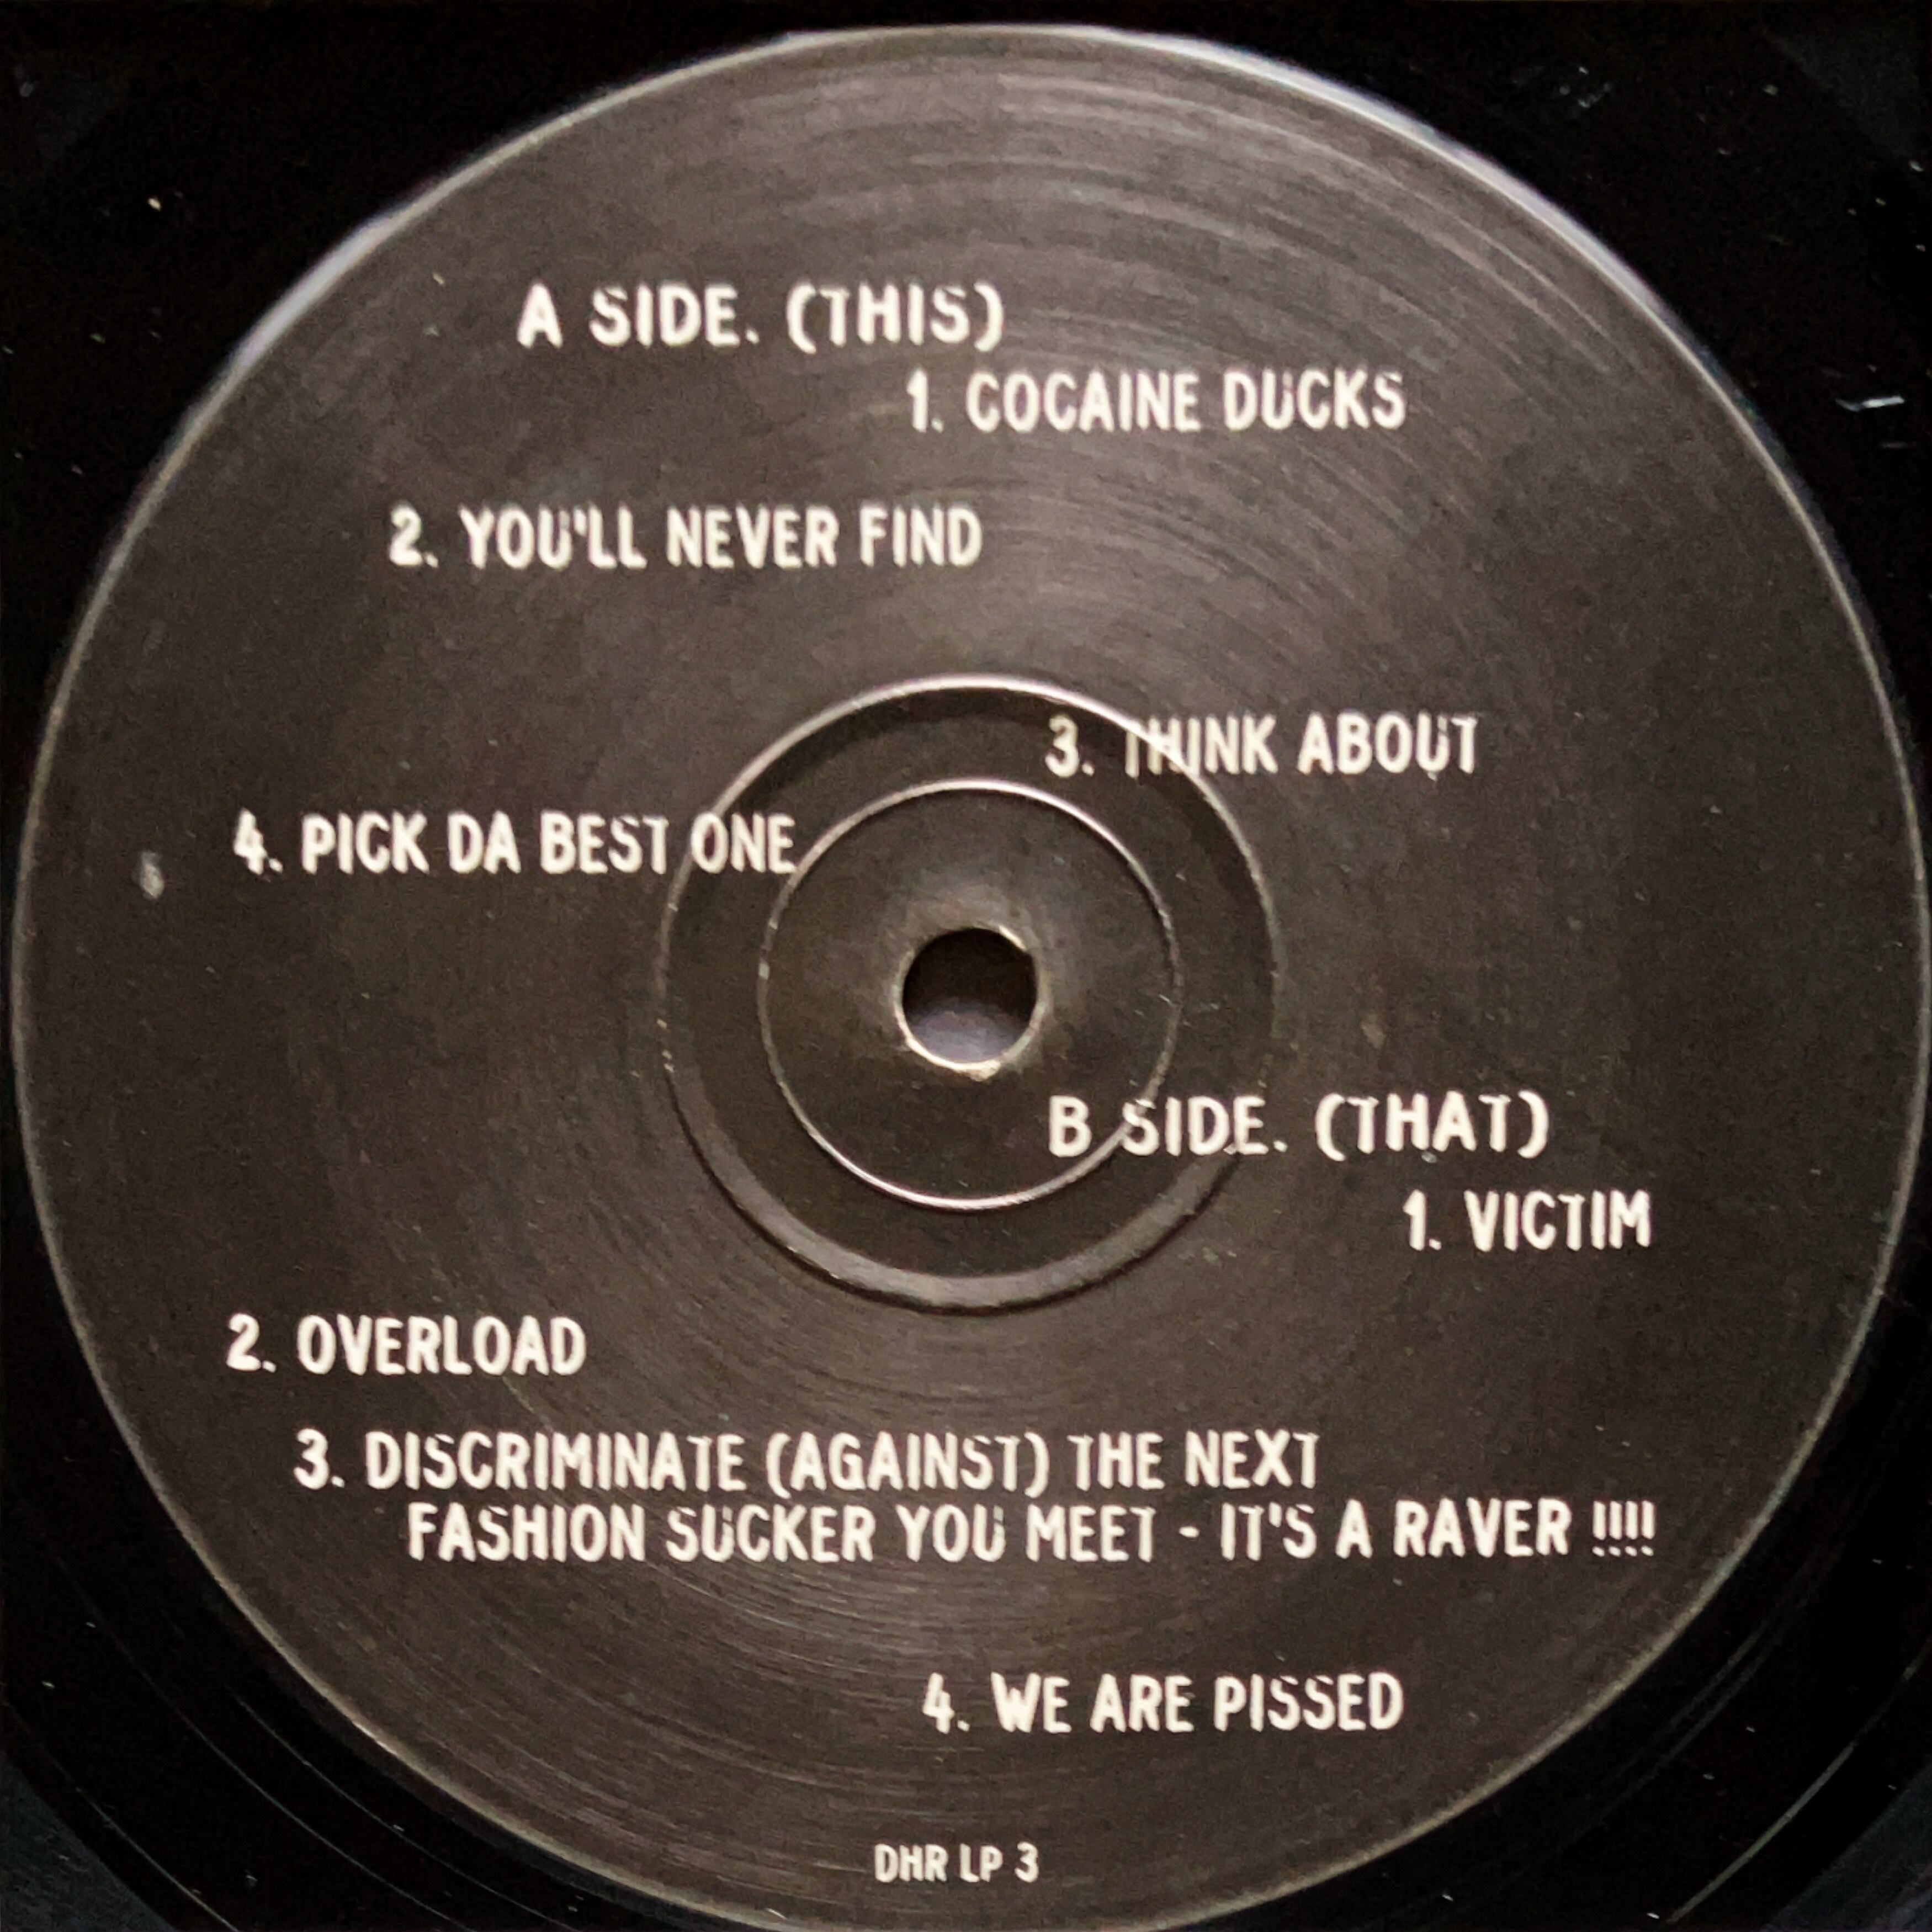 A SIDE. (THIS)
1. COCAINE DUCKS
2. YOU'LL NEVER FIND
3. THINK ABOUT
4. PICK DA BEST ONE
B SIDE. (THAT)
1. VICTIM
2. OVERLOAD
3. DISCRIMINATE (AGAINST) THE NEXT
FASHION SUCKER YOU MEET - IT'S A RAVER !!!!
4. WE ARE PISSED
DHR LP 3